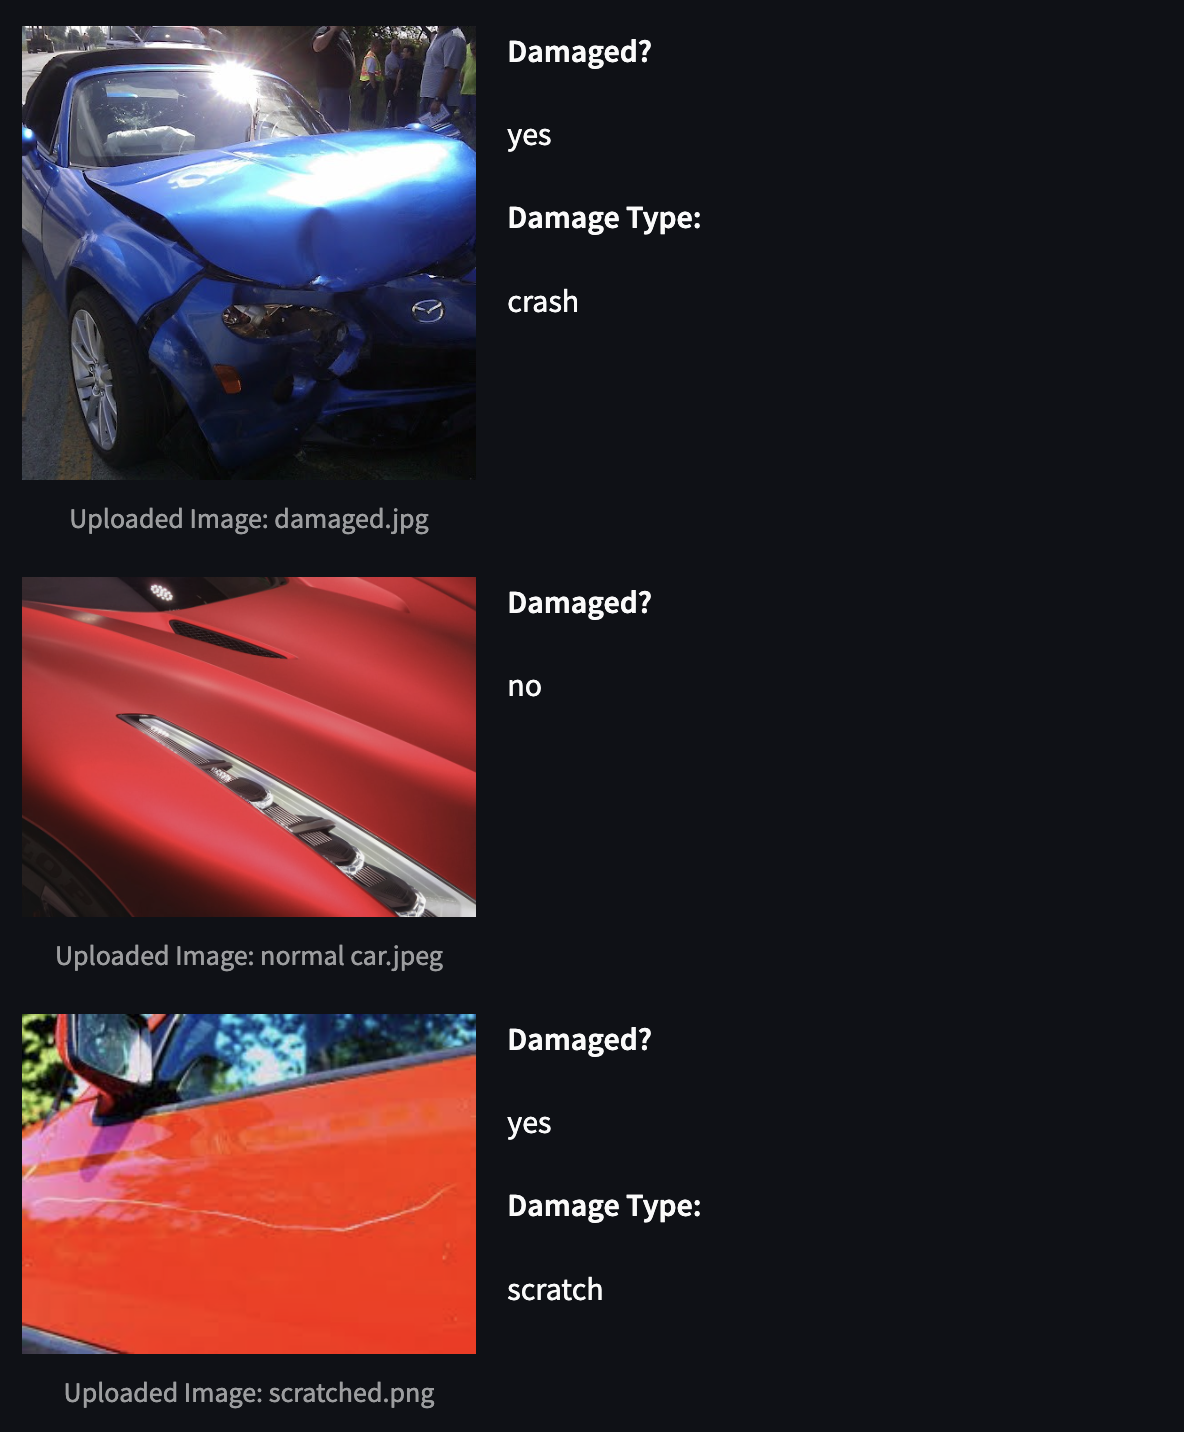 Damaged?
yes
Damage Type:
crash
Uploaded Image: damaged.jpg
Damaged?
no
Uploaded Image: normal car.jpeg
Damaged?
yes
Damage Type:
scratch
Uploaded Image: scratched.png